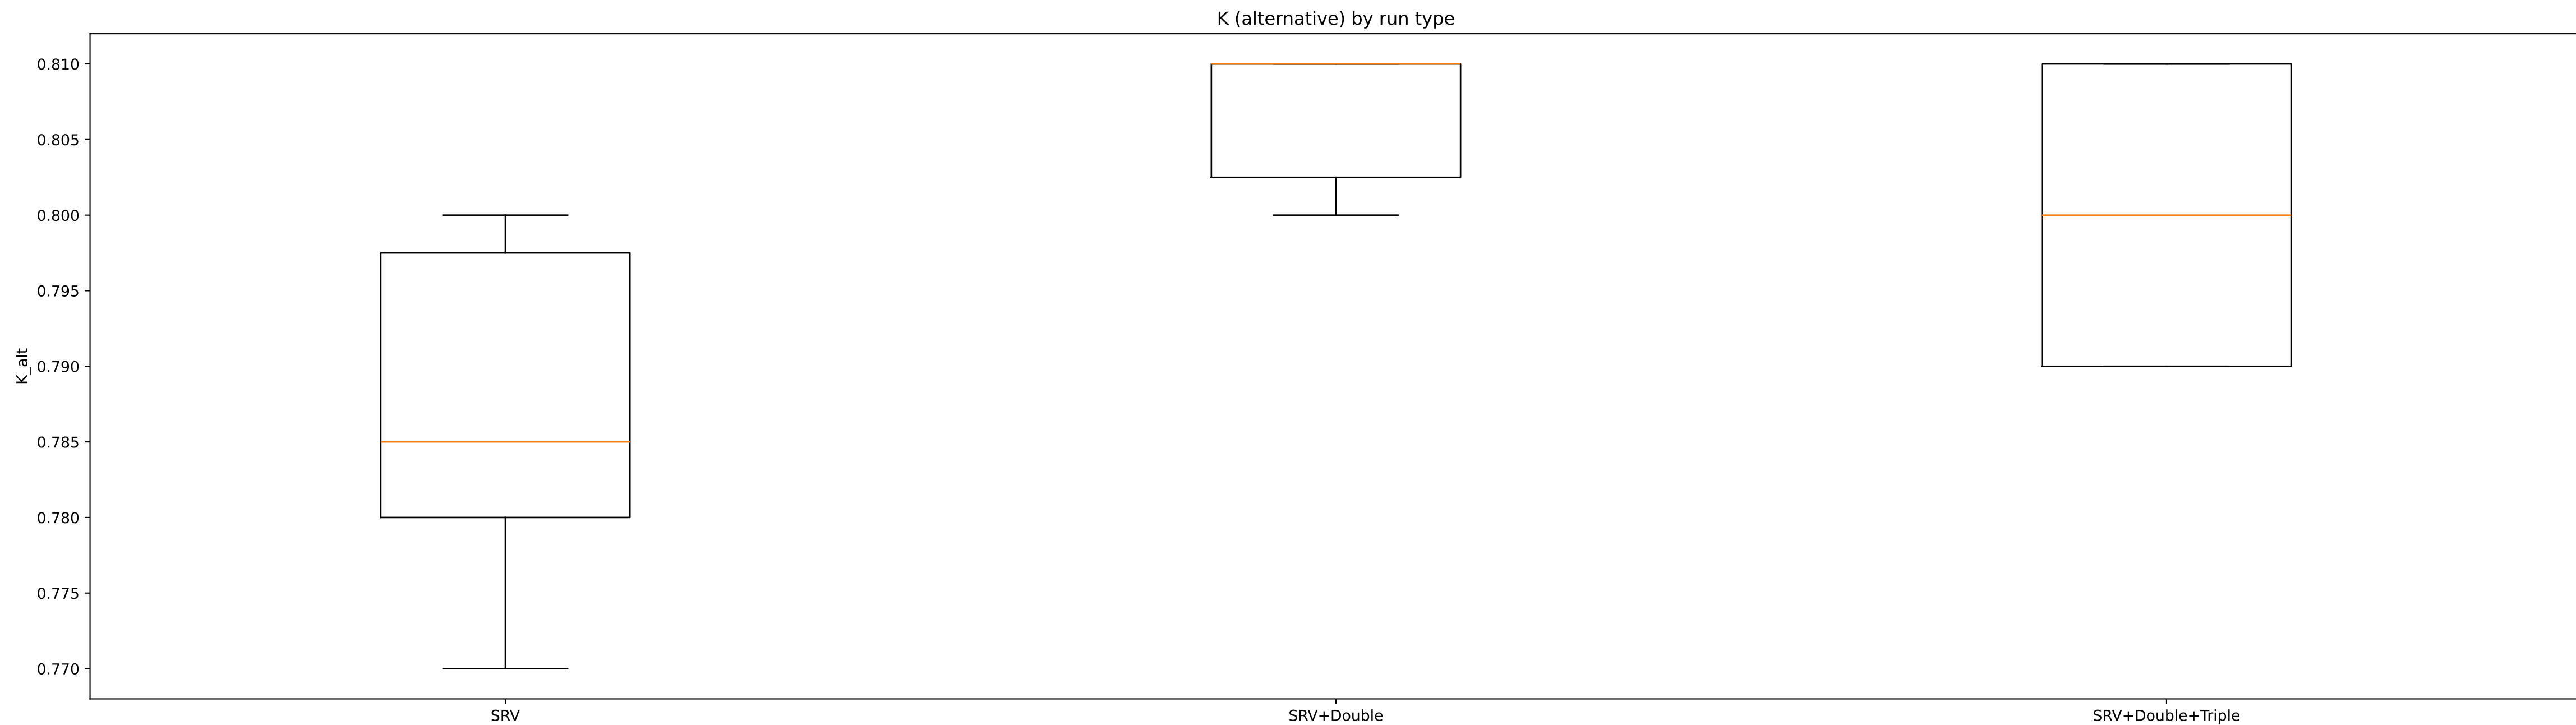 K (alternative) by run type
K_alt
0.810
0.805
0.800
0.795
0.790
0.785
0.780
0.775
0.770
SRV
SRV+Double
SRV+Double+Triple